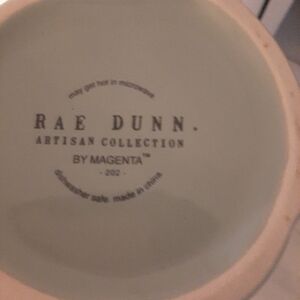 may get hot in microwave
RAE DUNN.
ARTISAN COLLECTION
BY MAGENTA™
- 202 -
dishwasher safe. made in china